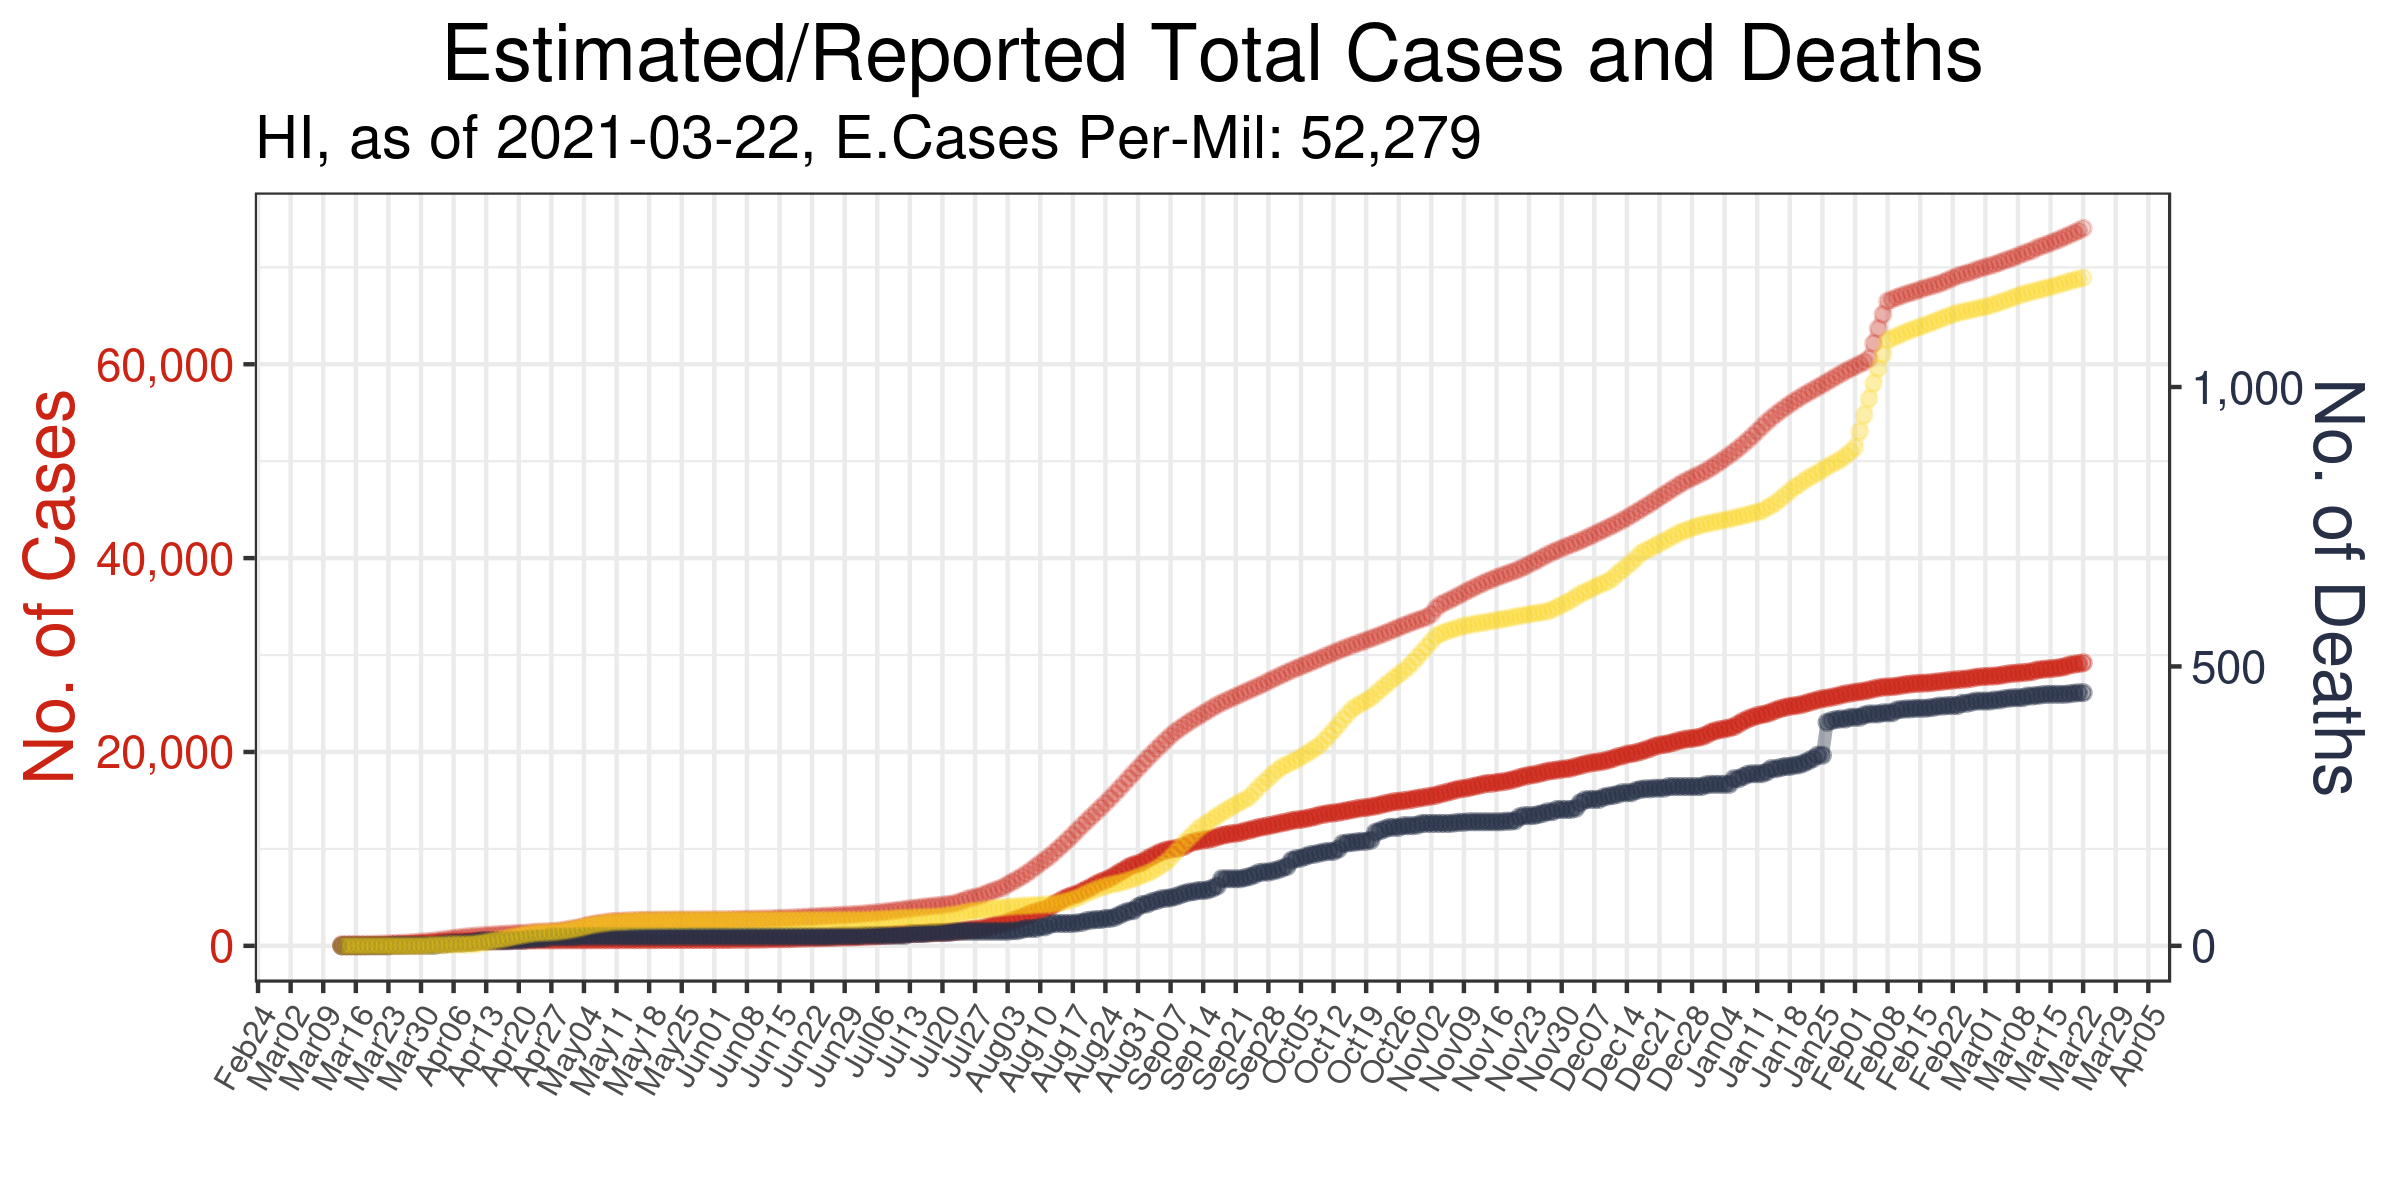 Estimated/Reported Total Cases and Deaths
HI, as of 2021-03-22, E.Cases Per-Mil: 52,279
No. of Cases
60,000
40,000
20,000
0
1,000
500
0
No. of Deaths
Feb24
Mar02
Mar09
Mar16
Mar23
Mar30
Apr06
Apr13
Apr20
Apr27
May04
May11
May18
May25
Jun01
Jun08
Jun15
Jun22
Jun29
Jul06
Jul13
Jul20
Jul27
Aug03
Aug10
Aug17
Aug24
Aug31
Sep07
Sep14
Sep21
Sep28
Oct05
Oct12
Oct19
Oct26
Nov02
Nov09
Nov16
Nov23
Nov30
Dec07
Dec14
Dec21
Dec28
Jan04
Jan11
Jan18
Jan25
Feb01
Feb08
Feb15
Feb22
Mar01
Mar08
Mar15
Mar22
Mar29
Apr05